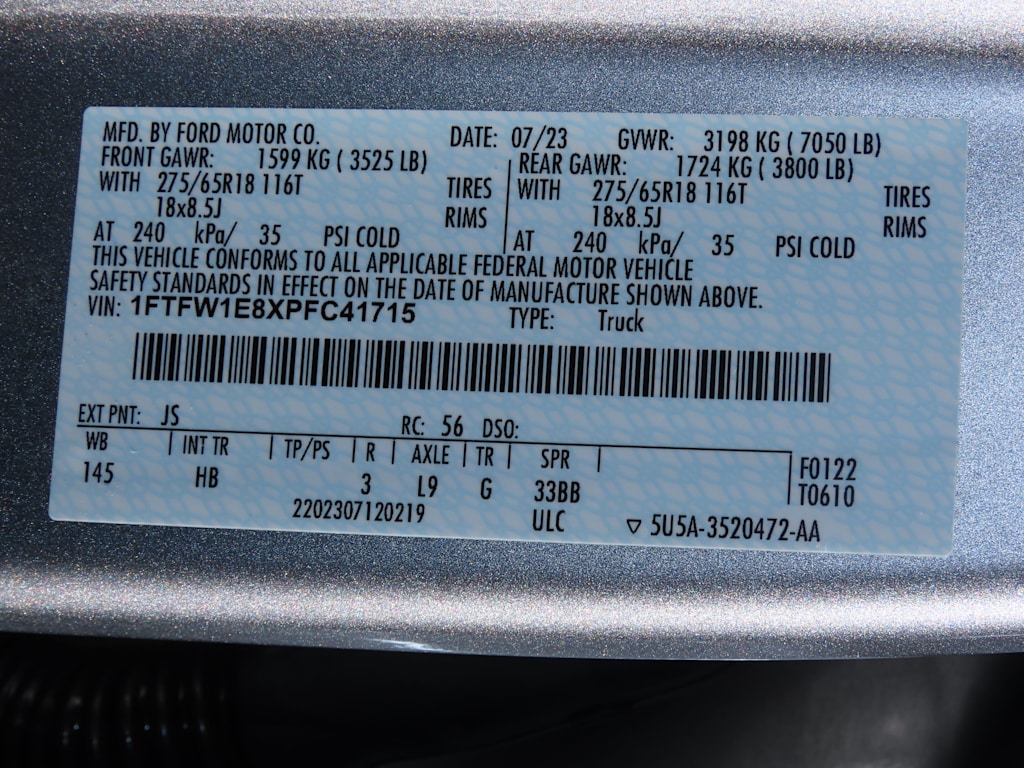 MFD. BY FORD MOTOR CO. DATE: 07/23 GVWR: 3198 KG ( 7050 LB)
FRONT GAWR: 1599 KG ( 3525 LB) REAR GAWR: 1724 KG ( 3800 LB)
WITH 275/65R18 116T TIRES WITH 275/65R18 116T TIRES
18x8.5J RIMS 18x8.5J RIMS
AT 240 kPa/ 35 PSI COLD AT 240 kPa/ 35 PSI COLD
THIS VEHICLE CONFORMS TO ALL APPLICABLE FEDERAL MOTOR VEHICLE
SAFETY STANDARDS IN EFFECT ON THE DATE OF MANUFACTURE SHOWN ABOVE.
VIN: 1FTFW1E8XPFC41715 TYPE: Truck
EXT PNT: JS RC: 56 DSO:
WB INT TR TP/PS R AXLE TR SPR F0122
145 HB 3 L9 G 33BB T0610
2202307120219 ULC ▽ 5U5A-3520472-AA